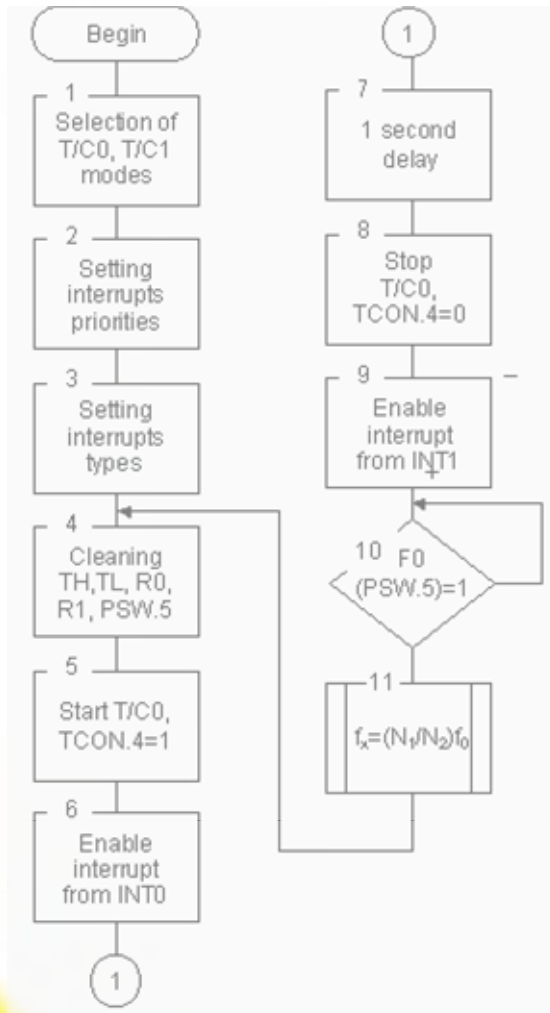 Begin
1
Selection of
T/C0, T/C1
modes
2
Setting
interrupts
priorities
3
Setting
interrupts
types
4
Cleaning
TH,TL, R0,
R1, PSW.5
5
Start T/C0,
TCON.4=1
6
Enable
interrupt
from INT0
1
1
7
1 second
delay
8
Stop
T/C0,
TCON.4=0
9
Enable
interrupt
from INT1
10 F0
(PSW.5)=1
11
fₓ=(N₁/N₂)f₀